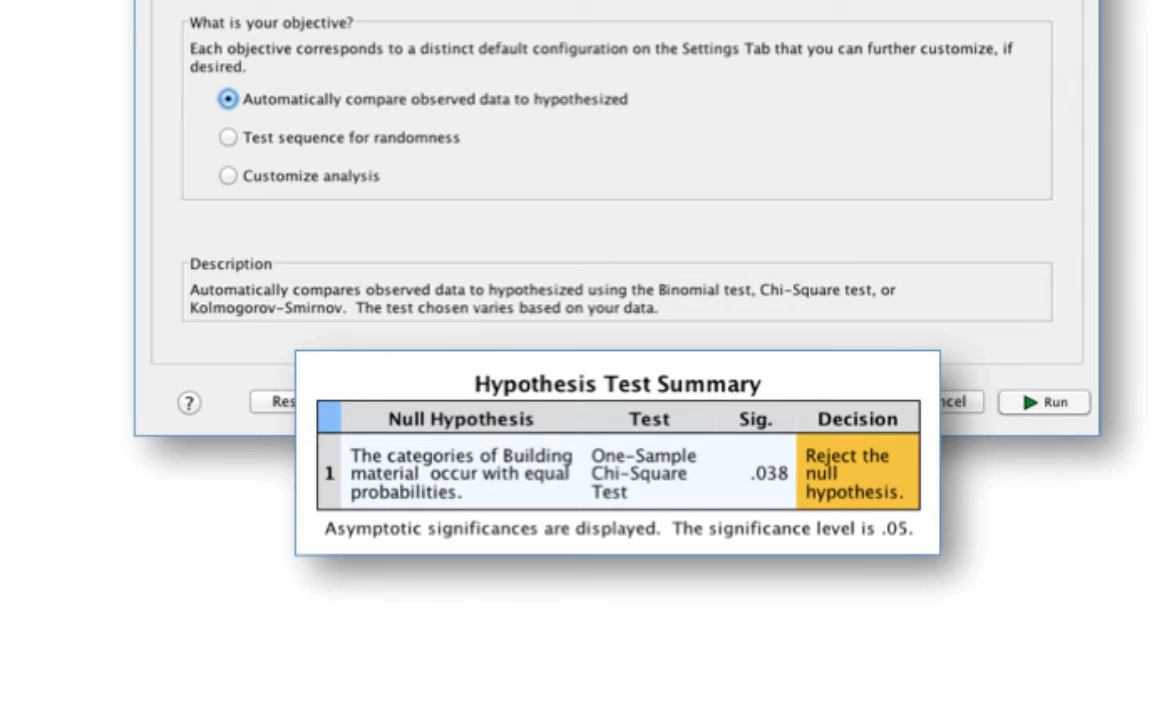 What is your objective?
Each objective corresponds to a distinct default configuration on the Settings Tab that you can further customize, if
desired.
Automatically compare observed data to hypothesized
Test sequence for randomness
Customize analysis
Description
Automatically compares observed data to hypothesized using the Binomial test, Chi-Square test, or
Kolmogorov-Smirnov. The test chosen varies based on your data.
?
Res
ncel
Run
Hypothesis Test Summary
Null Hypothesis Test Sig. Decision
The categories of Building One-Sample Reject the
1 material occur with equal Chi-Square .038 null
probabilities. Test hypothesis.
Asymptotic significances are displayed. The significance level is .05.